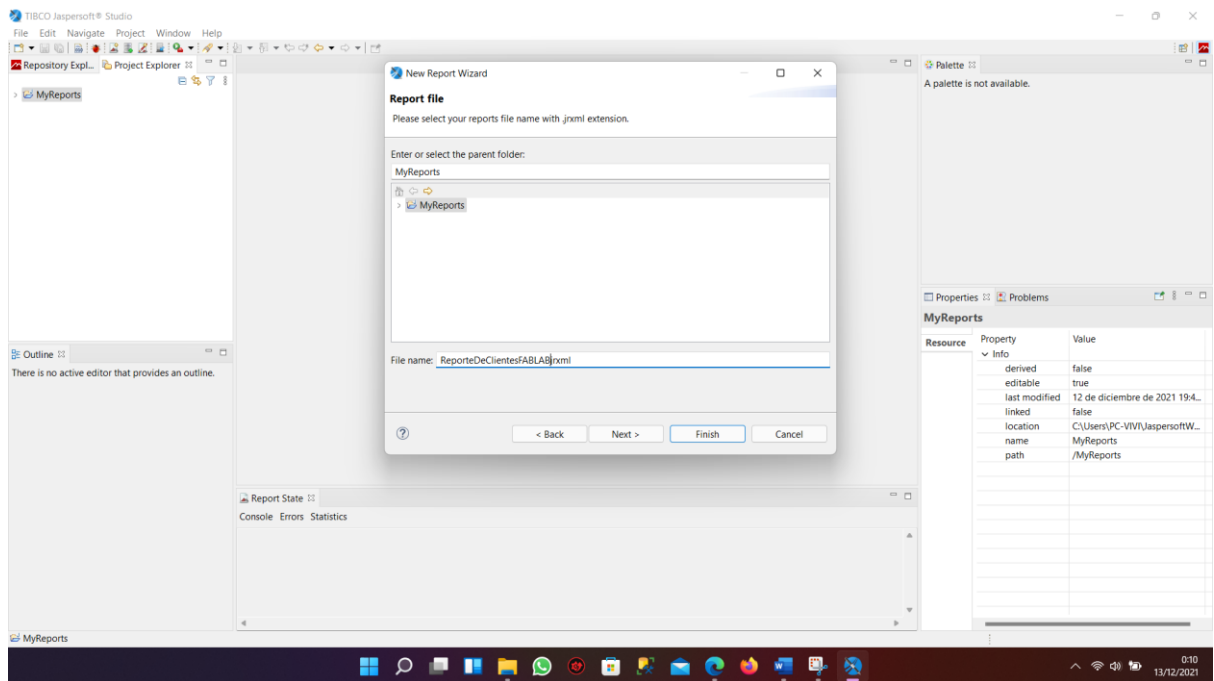 TIBCO Jaspersoft® Studio
File Edit Navigate Project Window Help
Repository Expl... Project Explorer
MyReports
New Report Wizard
Report file
Please select your reports file name with .jrxml extension.
Enter or select the parent folder:
MyReports
MyReports
File name: ReporteDeClientesFABLAB.jrxml
< Back Next > Finish Cancel
Palette
A palette is not available.
Properties Problems
MyReports
Resource
Property Value
Info
derived false
editable true
last modified 12 de diciembre de 2021 19:4...
linked false
location C:\Users\PC-VIVI\JaspersoftW...
name MyReports
path /MyReports
Outline
There is no active editor that provides an outline.
Report State
Console Errors Statistics
MyReports
0:10
13/12/2021